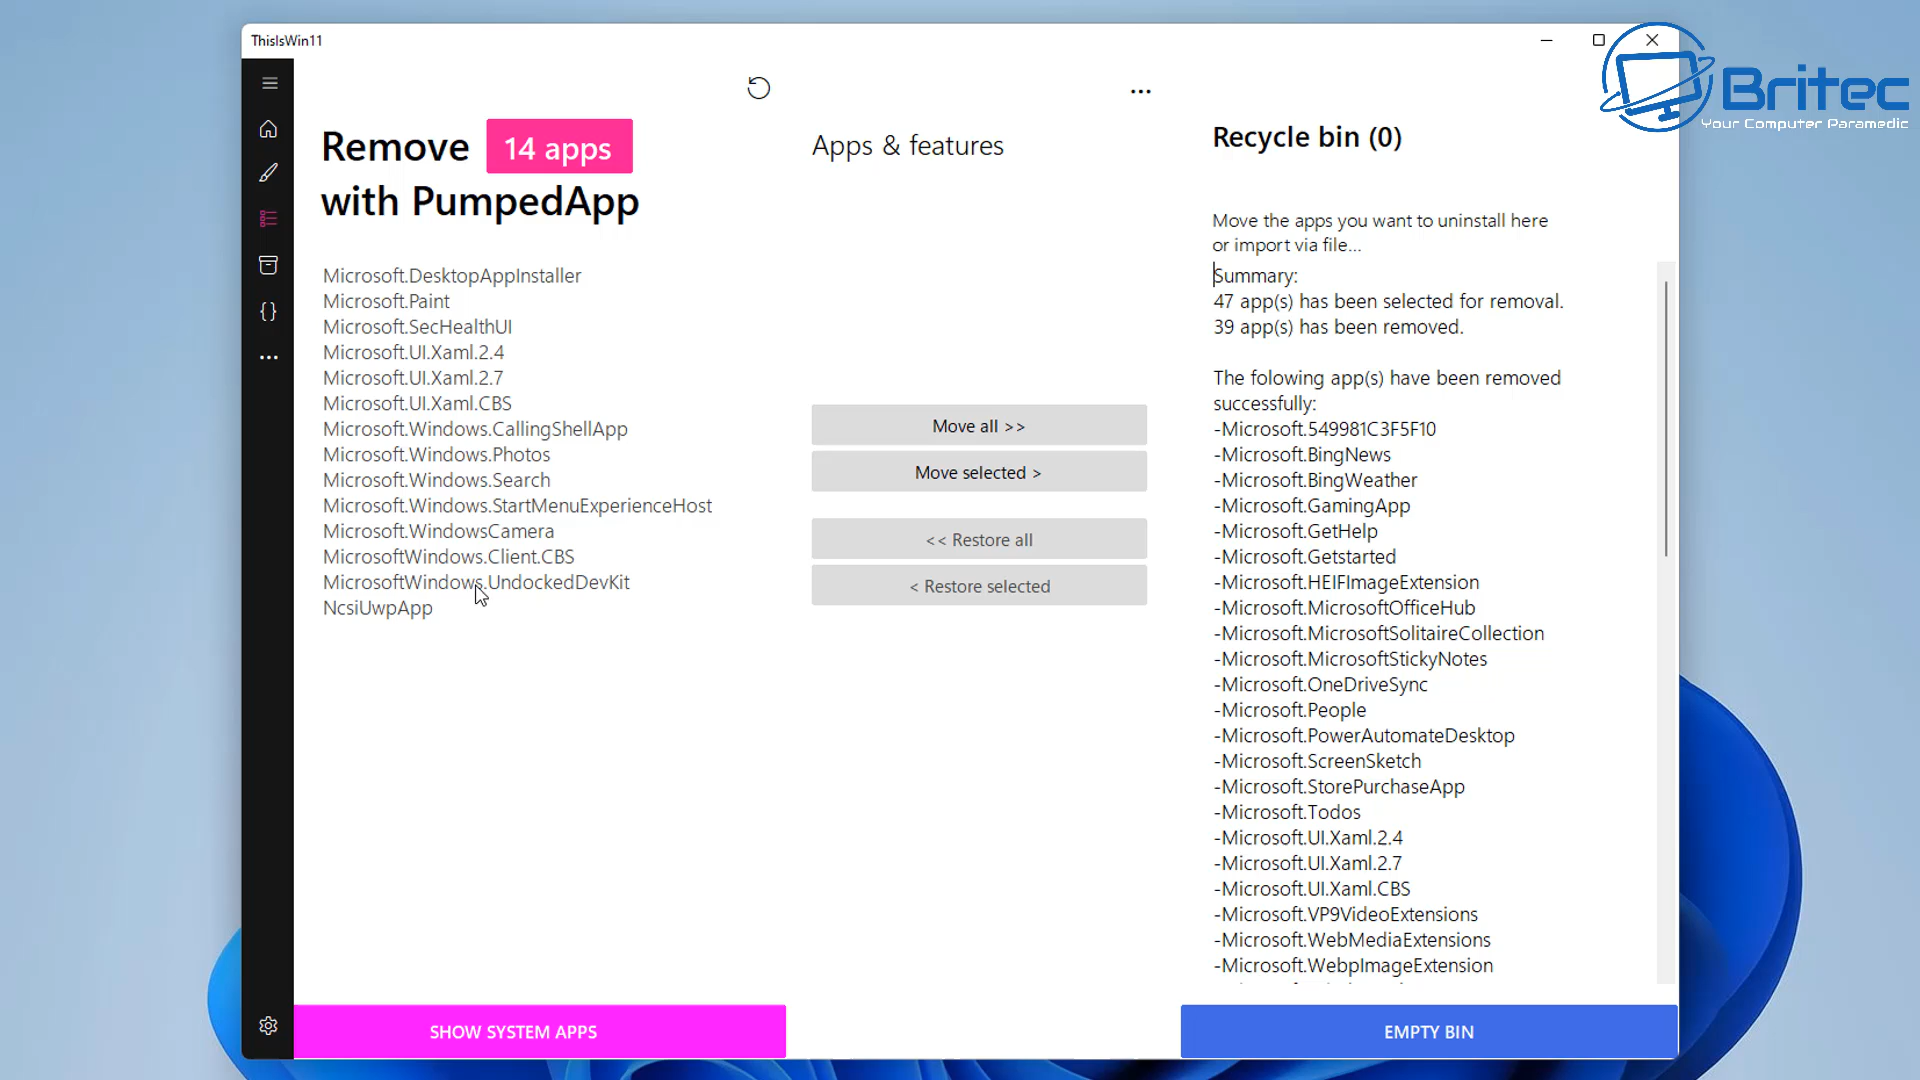 ThisIsWin11
Britec
Your Computer Paramedic
Remove 14 apps
with PumpedApp
Microsoft.DesktopAppInstaller
Microsoft.Paint
Microsoft.SecHealthUI
Microsoft.UI.Xaml.2.4
Microsoft.UI.Xaml.2.7
Microsoft.UI.Xaml.CBS
Microsoft.Windows.CallingShellApp
Microsoft.Windows.Photos
Microsoft.Windows.Search
Microsoft.Windows.StartMenuExperienceHost
Microsoft.WindowsCamera
MicrosoftWindows.Client.CBS
MicrosoftWindows.UndockedDevKit
NcsiUwpApp
SHOW SYSTEM APPS
Apps & features
Move all >>
Move selected >
<< Restore all
< Restore selected
Recycle bin (0)
Move the apps you want to uninstall here
or import via file...
Summary:
47 app(s) has been selected for removal.
39 app(s) has been removed.
The folowing app(s) have been removed
successfully:
-Microsoft.549981C3F5F10
-Microsoft.BingNews
-Microsoft.BingWeather
-Microsoft.GamingApp
-Microsoft.GetHelp
-Microsoft.Getstarted
-Microsoft.HEIFImageExtension
-Microsoft.MicrosoftOfficeHub
-Microsoft.MicrosoftSolitaireCollection
-Microsoft.MicrosoftStickyNotes
-Microsoft.OneDriveSync
-Microsoft.People
-Microsoft.PowerAutomateDesktop
-Microsoft.ScreenSketch
-Microsoft.StorePurchaseApp
-Microsoft.Todos
-Microsoft.UI.Xaml.2.4
-Microsoft.UI.Xaml.2.7
-Microsoft.UI.Xaml.CBS
-Microsoft.VP9VideoExtensions
-Microsoft.WebMediaExtensions
-Microsoft.WebpImageExtension
EMPTY BIN